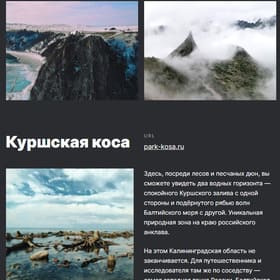 Куршская коса
URL
park-kosa.ru
Здесь, посреди лесов и песчаных дюн, вы
сможете увидеть два водных горизонта —
спокойного Куршского залива с одной
стороны и подёрнутого рябью волн
Балтийского моря с другой. Уникальная
природная зона на краю российского
анклава.
На этом Калининградская область не
заканчивается. Для путешественника и
исследователя там же по соседству —